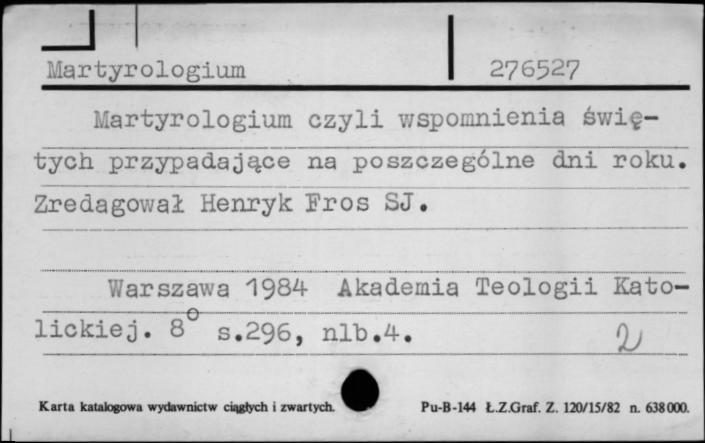 Martyrologium 276527
Martyrologium czyli wspomnienia świę-
tych przypadające na poszczególne dni roku.
Zredagował Henryk Fros SJ.
Warszawa 1984 Akademia Teologii Kato-
lickiej. 8° s.296, nlb.4.
2
Karta katalogowa wydawnictw ciągłych i zwartych. Pu-B-144 Ł.Z.Graf. Z. 120/15/82 n. 638000.